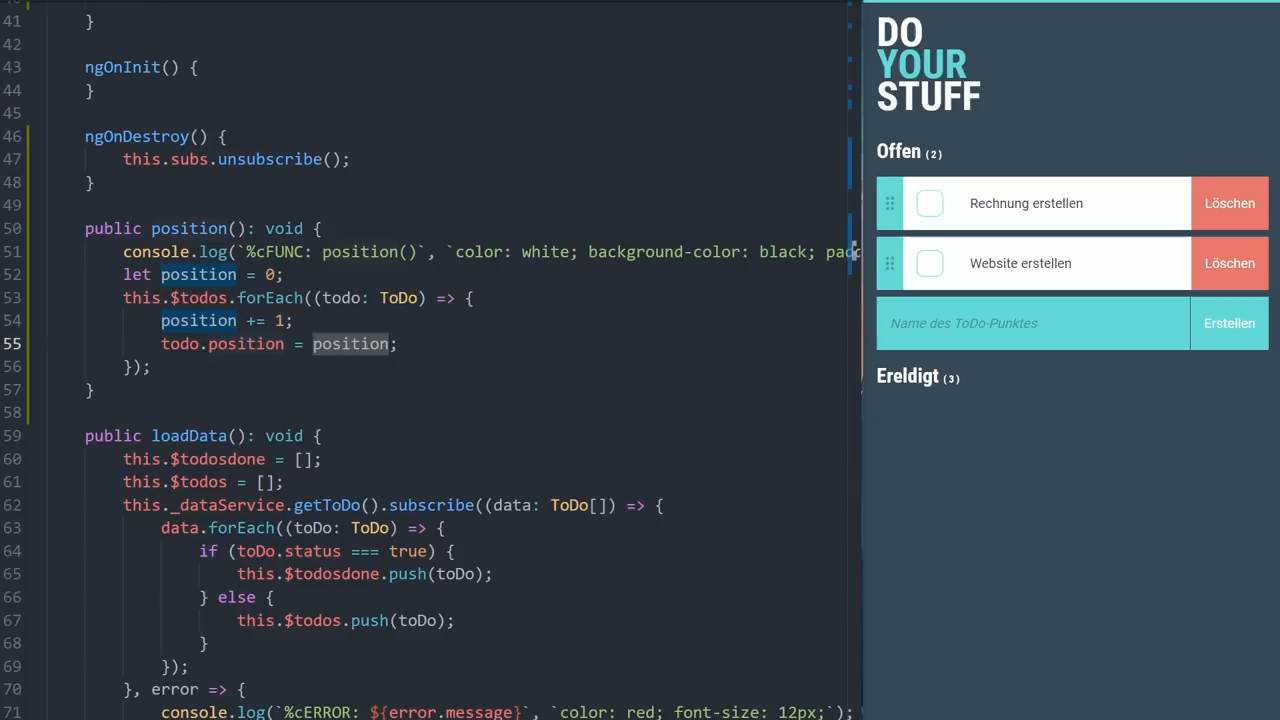 41 }
42
43 ngOnInit() {
44 }
45
46 ngOnDestroy() {
47 this.subs.unsubscribe();
48 }
49
50 public position(): void {
51 console.log(`%cFUNC: position()`, `color: white; background-color: black;
52 let position = 0;
53 this.$todos.forEach((todo: ToDo) => {
54 position += 1;
55 todo.position = position;
56 });
57 }
58
59 public loadData(): void {
60 this.$todosdone = [];
61 this.$todos = [];
62 this._dataService.getToDo().subscribe((data: ToDo[]) => {
63 data.forEach((toDo: ToDo) => {
64 if (toDo.status === true) {
65 this.$todosdone.push(toDo);
66 } else {
67 this.$todos.push(toDo);
68 }
69 });
70 }, error => {
71 console.log(`%cERROR: ${error.message}`, `color: red; font-size: 12px;`);
DO
YOUR
STUFF
Offen (2)
Rechnung erstellen Löschen
Website erstellen Löschen
Name des ToDo-Punktes Erstellen
Ereldigt (3)